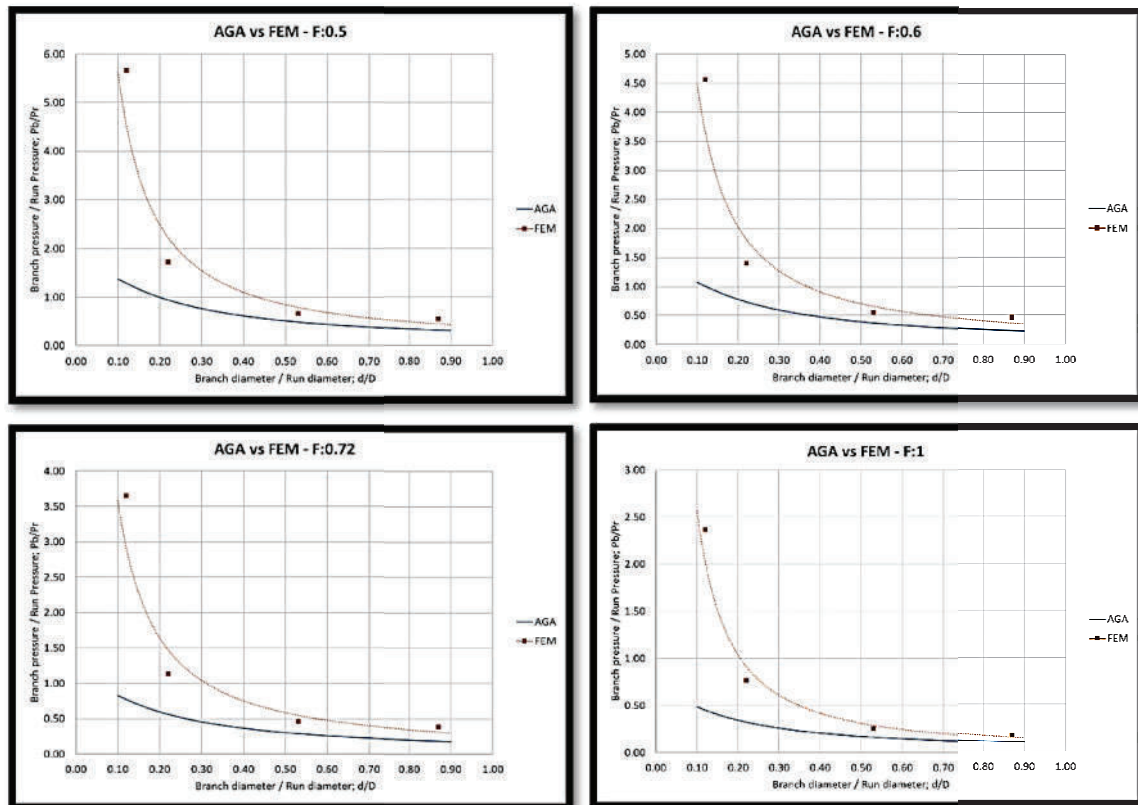 AGA vs FEM - F:0.5
Branch pressure / Run Pressure; Pb/Pr
6.00
5.00
4.00
3.00
2.00
1.00
0.00
0.00 0.10 0.20 0.30 0.40 0.50 0.60 0.70 0.80 0.90 1.00
Branch diameter / Run diameter; d/D
AGA
FEM
AGA vs FEM - F:0.6
Branch pressure / Run Pressure; Pb/Pr
5.00
4.50
4.00
3.50
3.00
2.50
2.00
1.50
1.00
0.50
0.00
0.00 0.10 0.20 0.30 0.40 0.50 0.60 0.70 0.80 0.90 1.00
Branch diameter / Run diameter; d/D
AGA
FEM
AGA vs FEM - F:0.72
Branch pressure / Run Pressure; Pb/Pr
4.00
3.50
3.00
2.50
2.00
1.50
1.00
0.50
0.00
0.00 0.10 0.20 0.30 0.40 0.50 0.60 0.70 0.80 0.90 1.00
Branch diameter / Run diameter; d/D
AGA
FEM
AGA vs FEM - F:1
Branch pressure / Run Pressure; Pb/Pr
3.00
2.50
2.00
1.50
1.00
0.50
0.00
0.00 0.10 0.20 0.30 0.40 0.50 0.60 0.70 0.80 0.90 1.00
Branch diameter / Run diameter; d/D
AGA
FEM